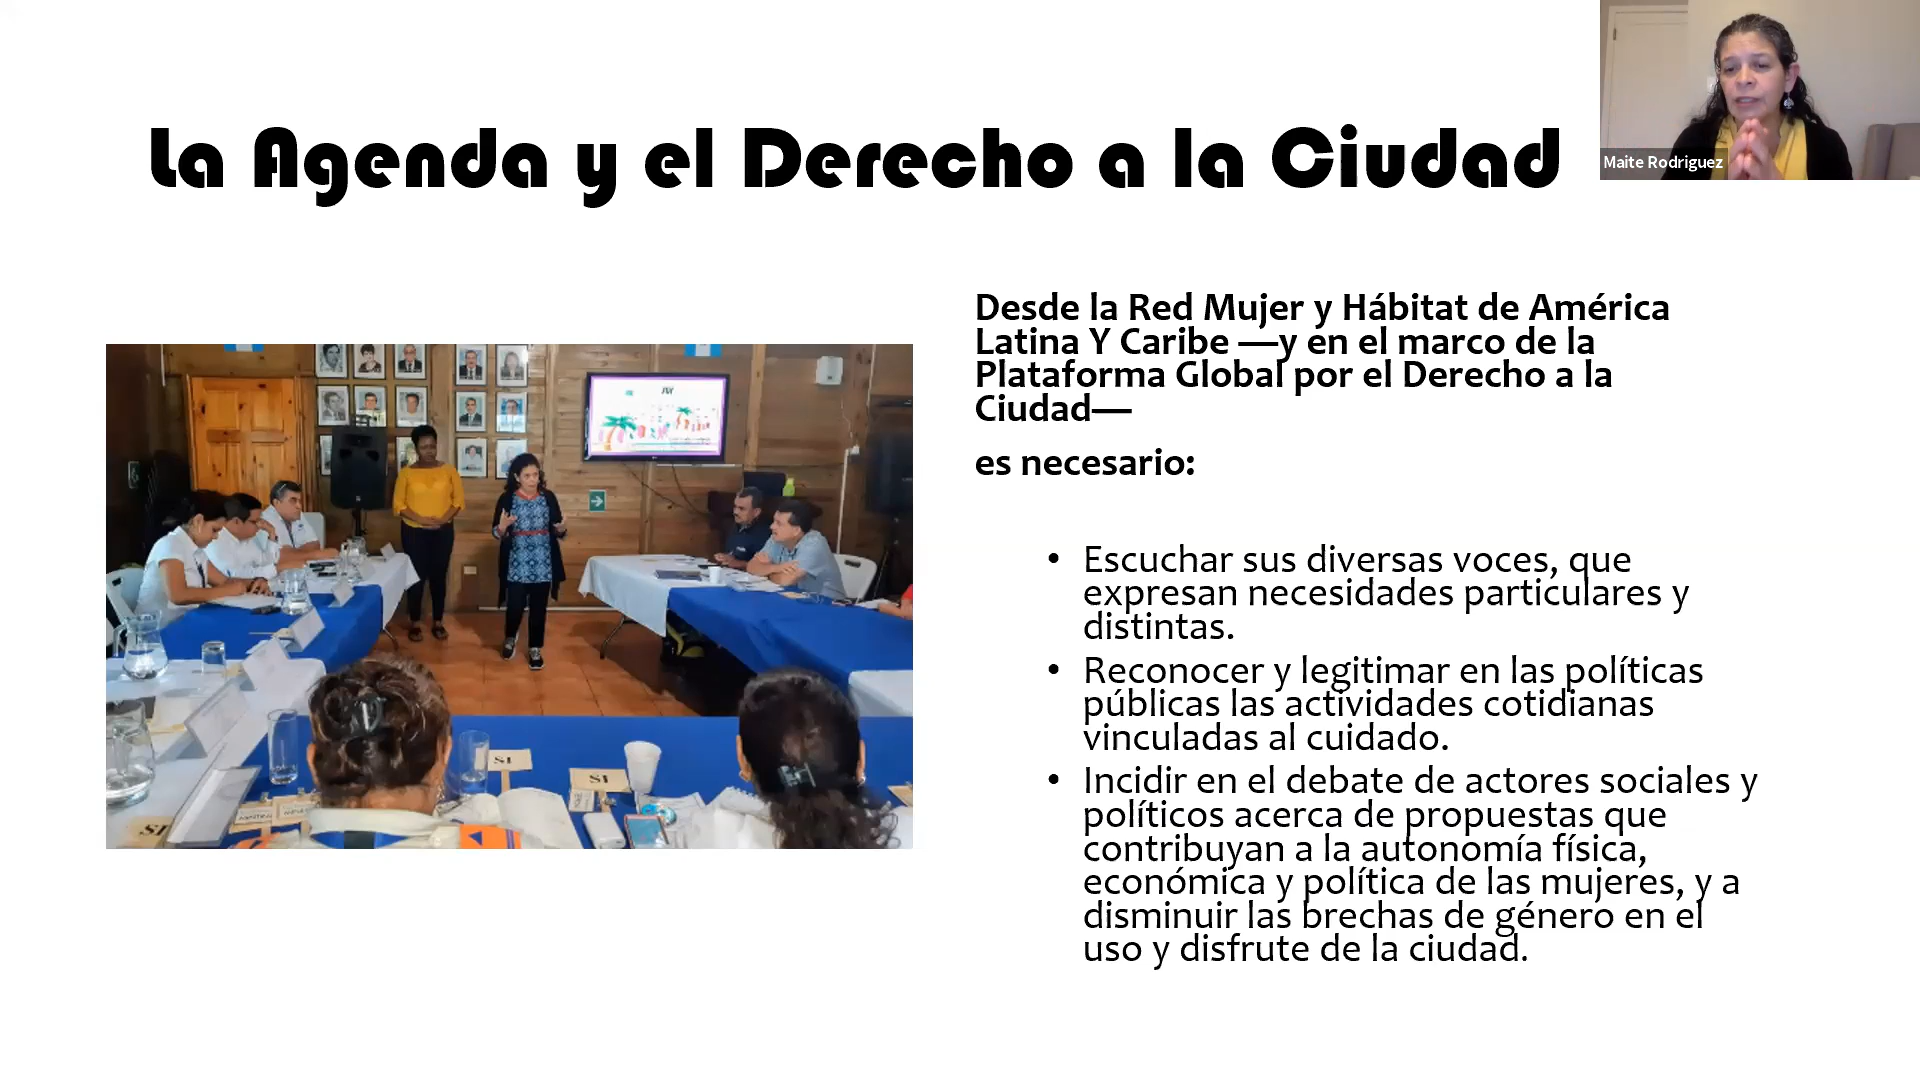 La Agenda y el Derecho a la Ciudad
Maite Rodriguez
Desde la Red Mujer y Hábitat de América
Latina Y Caribe —y en el marco de la
Plataforma Global por el Derecho a la
Ciudad—
es necesario:
• Escuchar sus diversas voces, que
expresan necesidades particulares y
distintas.
• Reconocer y legitimar en las políticas
públicas las actividades cotidianas
vinculadas al cuidado.
• Incidir en el debate de actores sociales y
políticos acerca de propuestas que
contribuyan a la autonomía física,
económica y política de las mujeres, y a
disminuir las brechas de género en el
uso y disfrute de la ciudad.
SI
SI
SI